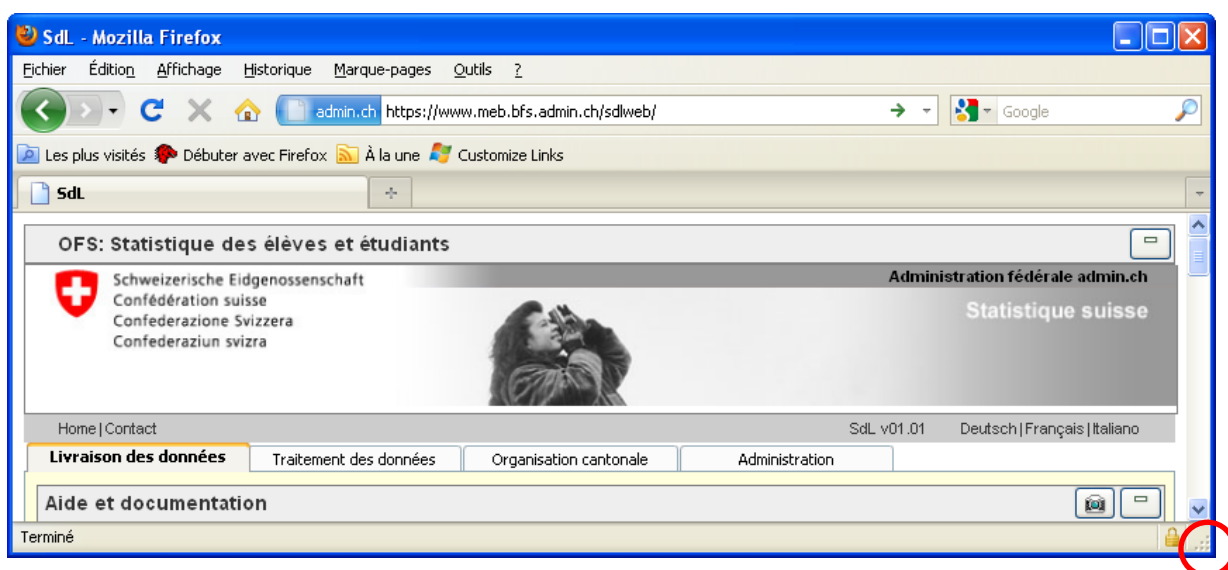 SdL - Mozilla Firefox
Eichier Édition Affichage Historique Marque-pages Outils ?
admin.ch https://www.meb.bfs.admin.ch/sdlweb/ Google
Les plus visités Débuter avec Firefox À la une Customize Links
SdL
OFS: Statistique des élèves et étudiants
Schweizerische Eidgenossenschaft
Confédération suisse
Confederazione Svizzera
Confederaziun svizra
Administration fédérale admin.ch
Statistique suisse
Home|Contact SdL v01.01 Deutsch|Français|Italiano
Livraison des données Traitement des données Organisation cantonale Administration
Aide et documentation
Terminé